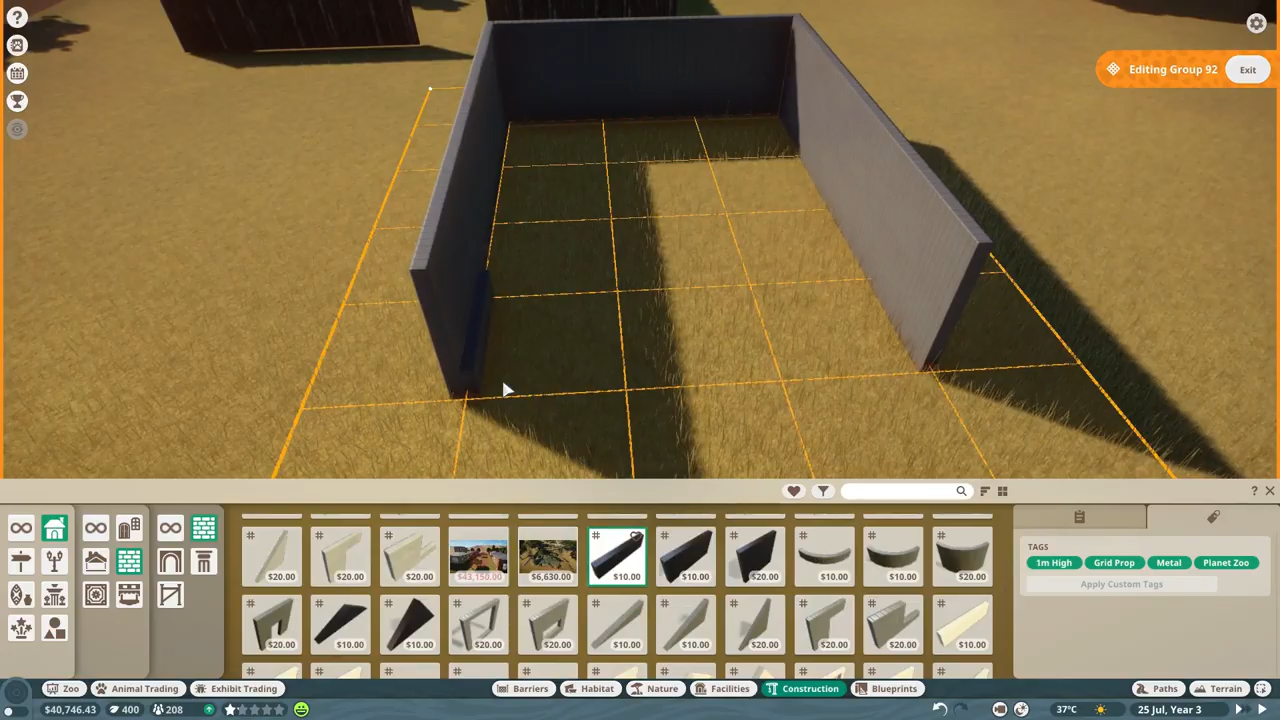 ?
Editing Group 92
Exit
? 
$20.00
$20.00
$20.00
$43,150.00
$6,630.00
$10.00
$10.00
$20.00
$10.00
$10.00
$20.00
$20.00
$10.00
$10.00
$20.00
$20.00
$10.00
$10.00
$20.00
$20.00
$20.00
$10.00
TAGS
1m High
Grid Prop
Metal
Planet Zoo
Apply Custom Tags
Zoo
Animal Trading
Exhibit Trading
Barriers
Habitat
Nature
Facilities
Construction
Blueprints
Paths
Terrain
$40,746.43
400
208
37°C
25 Jul, Year 3